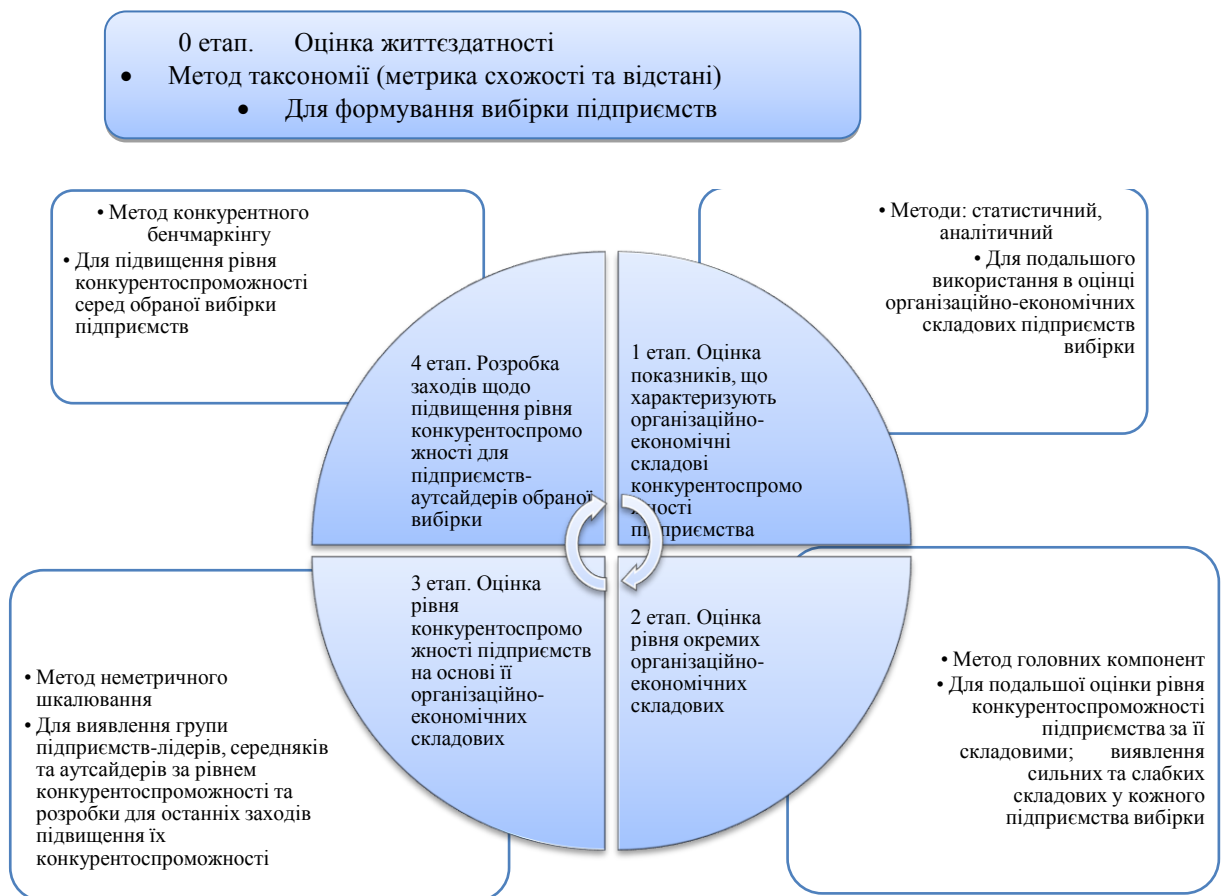 0 етап. Оцінка життєздатності
• Метод таксономії (метрика схожості та відстані)
• Для формування вибірки підприємств
• Метод конкурентного
бенчмаркінгу
• Для підвищення рівня
конкурентоспроможності
серед обраної вибірки
підприємств
• Методи: статистичний,
аналітичний
• Для подальшого
використання в оцінці
організаційно-економічних
складових підприємств
вибірки
4 етап. Розробка
заходів щодо
підвищення рівня
конкурентоспромо
жності для
підприємств-
аутсайдерів обраної
вибірки
1 етап. Оцінка
показників, що
характеризують
організаційно-
економічні
складові
конкурентоспромо
жності
підприємства
3 етап. Оцінка
рівня
конкурентоспромо
жності підприємств
на основі її
організаційно-
економічних
складових
2 етап. Оцінка
рівня окремих
організаційно-
економічних
складових
• Метод неметричного
шкалювання
• Для виявлення групи
підприємств-лідерів, середняків
та аутсайдерів за рівнем
конкурентоспроможності та
розробки для останніх заходів
підвищення їх
конкурентоспроможності
• Метод головних компонент
• Для подальшої оцінки рівня
конкурентоспроможності
підприємства за її
складовими; виявлення
сильних та слабких
складових у кожного
підприємства вибірки